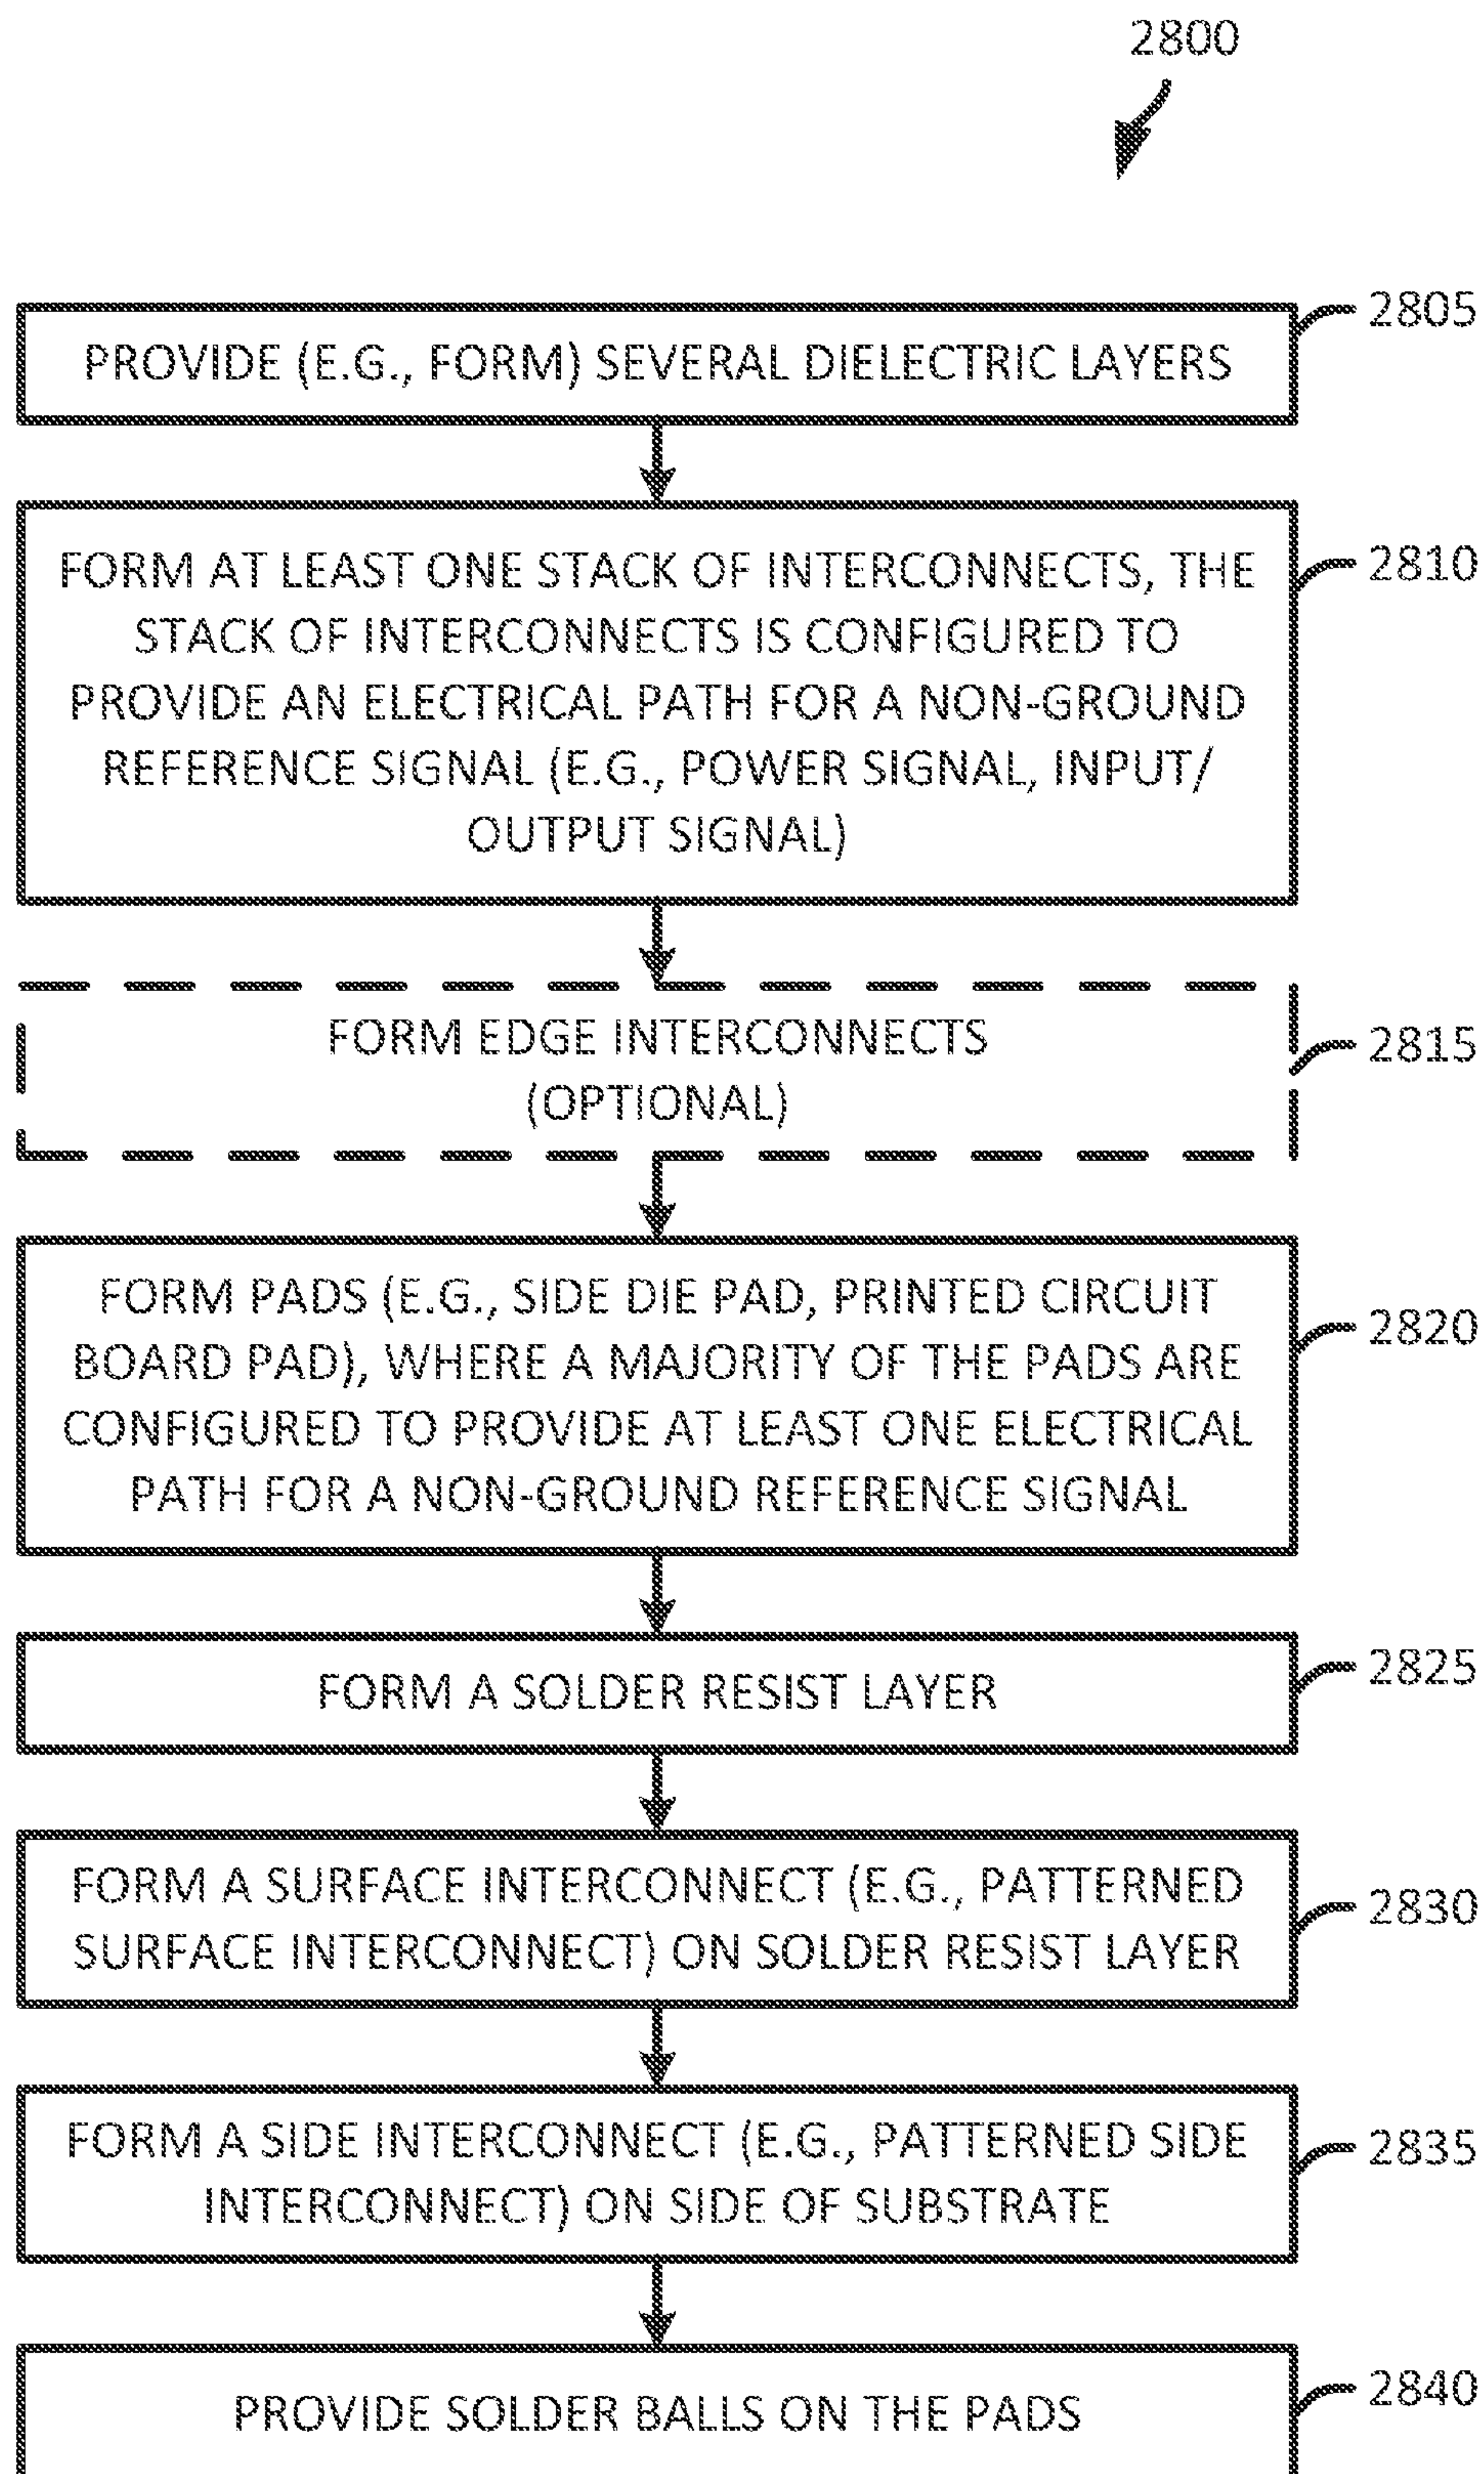 2800
PROVIDE (E.G., FORM) SEVERAL DIELECTRIC LAYERS
2805
FORM AT LEAST ONE STACK OF INTERCONNECTS, THE
STACK OF INTERCONNECTS IS CONFIGURED TO
PROVIDE AN ELECTRICAL PATH FOR A NON-GROUND
REFERENCE SIGNAL (E.G., POWER SIGNAL, INPUT/
OUTPUT SIGNAL)
2810
FORM EDGE INTERCONNECTS
(OPTIONAL)
2815
FORM PADS (E.G., SIDE DIE PAD, PRINTED CIRCUIT
BOARD PAD), WHERE A MAJORITY OF THE PADS ARE
CONFIGURED TO PROVIDE AT LEAST ONE ELECTRICAL
PATH FOR A NON-GROUND REFERENCE SIGNAL
2820
FORM A SOLDER RESIST LAYER
2825
FORM A SURFACE INTERCONNECT (E.G., PATTERNED
SURFACE INTERCONNECT) ON SOLDER RESIST LAYER
2830
FORM A SIDE INTERCONNECT (E.G., PATTERNED SIDE
INTERCONNECT) ON SIDE OF SUBSTRATE
2835
PROVIDE SOLDER BALLS ON THE PADS
2840